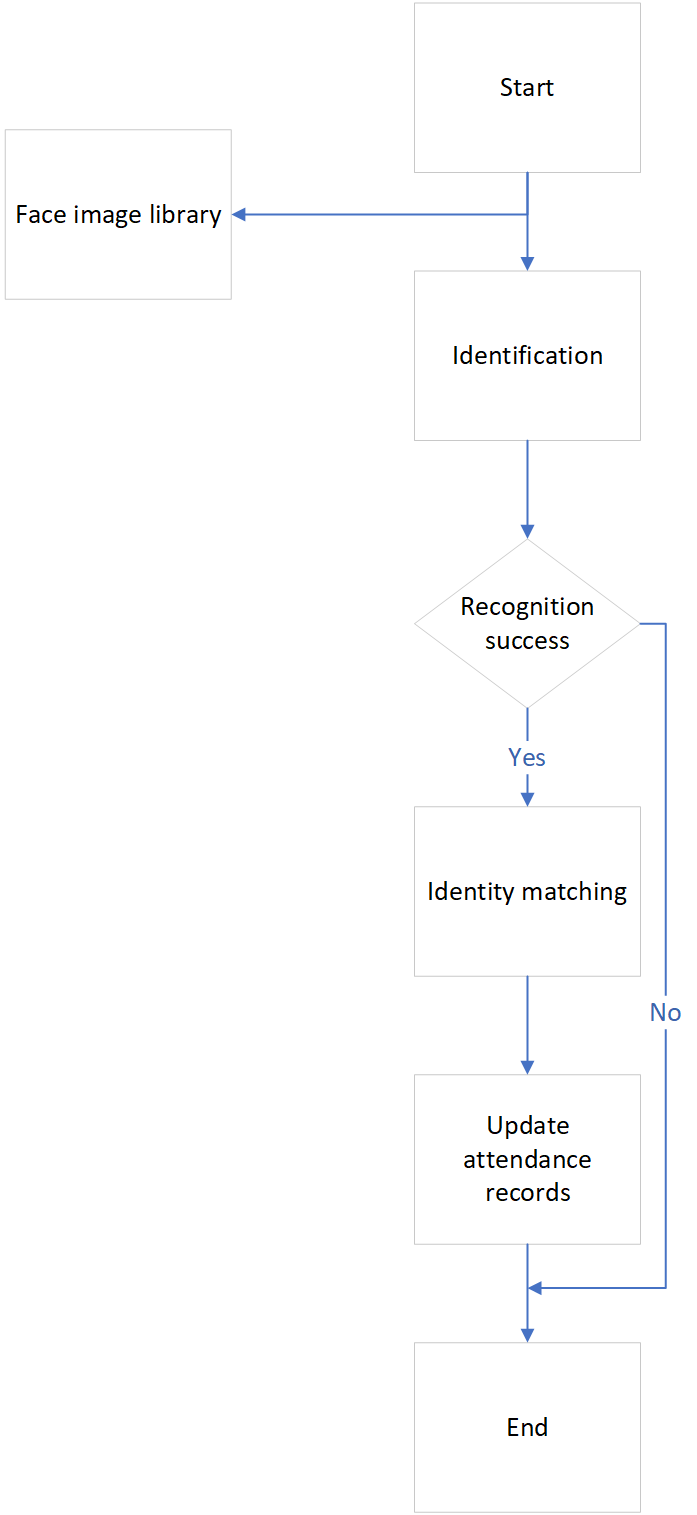 Start
Face image library
Identification
Recognition
success
Yes
Identity matching
No
Update
attendance
records
End